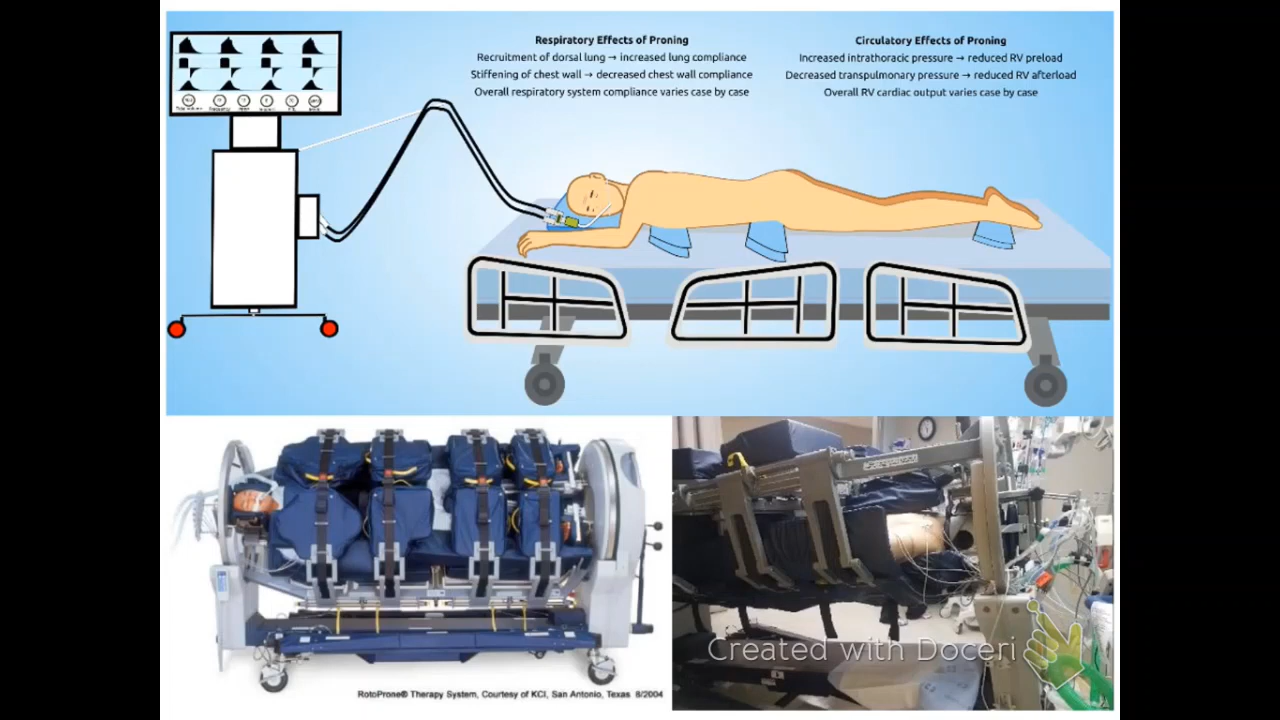 Respiratory Effects of Proning
Recruitment of dorsal lung → increased lung compliance
Stiffening of chest wall → decreased chest wall compliance
Overall respiratory system compliance varies case by case
Circulatory Effects of Proning
Increased intrathoracic pressure → reduced RV preload
Decreased transpulmonary pressure → reduced RV afterload
Overall RV cardiac output varies case by case
RotoProne® Therapy System, Courtesy of KCI, San Antonio, Texas 8/2004
Created with Doceri